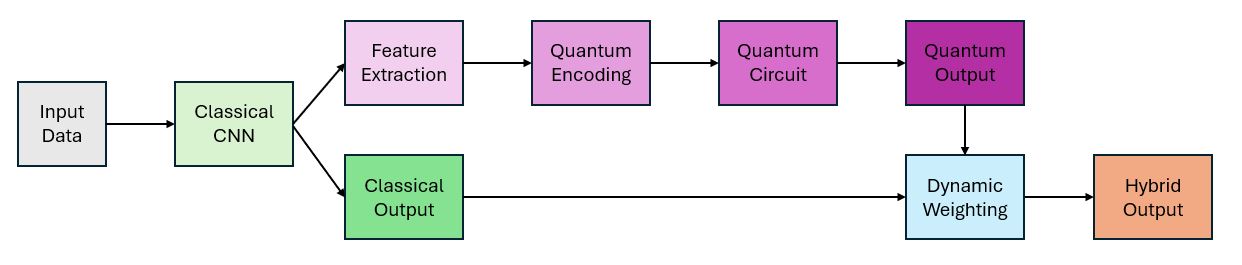 Input
Data
Classical
CNN
Feature
Extraction
Quantum
Encoding
Quantum
Circuit
Quantum
Output
Classical
Output
Dynamic
Weighting
Hybrid
Output